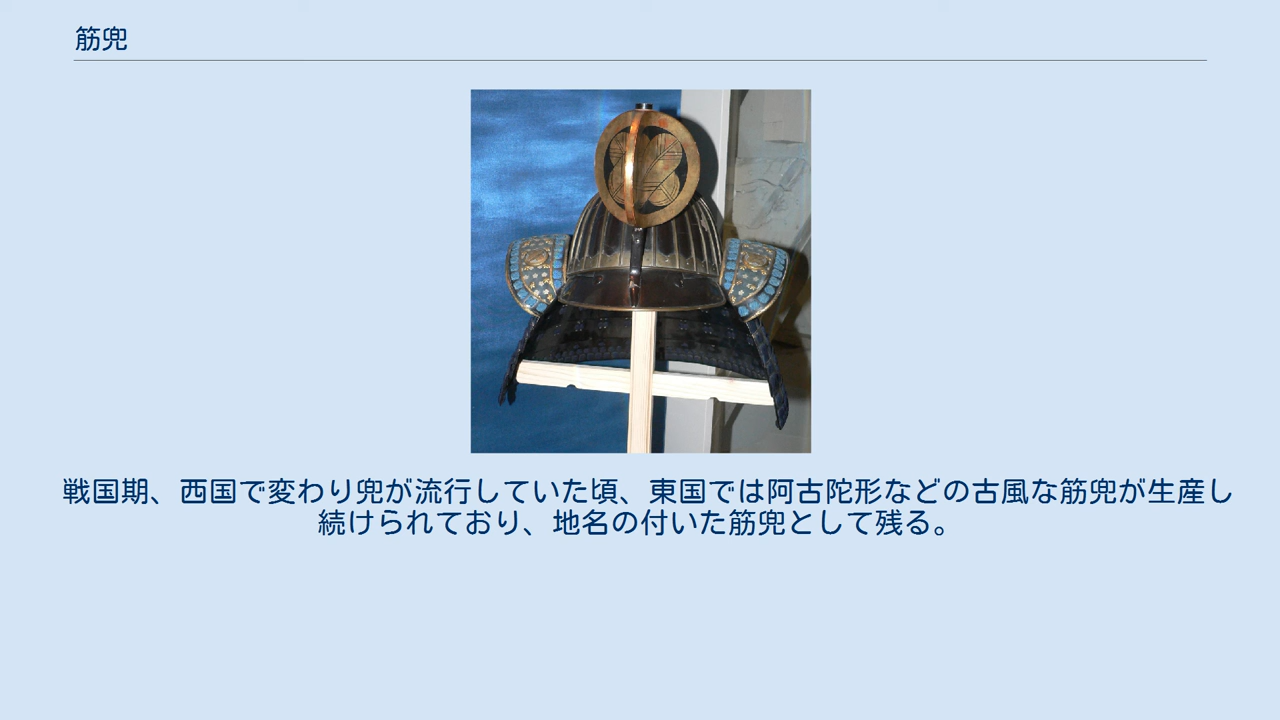 筋兜
戦国期、西国で変わり兜が流行していた頃、東国では阿古陀形などの古風な筋兜が生産し
続けられており、地名の付いた筋兜として残る。